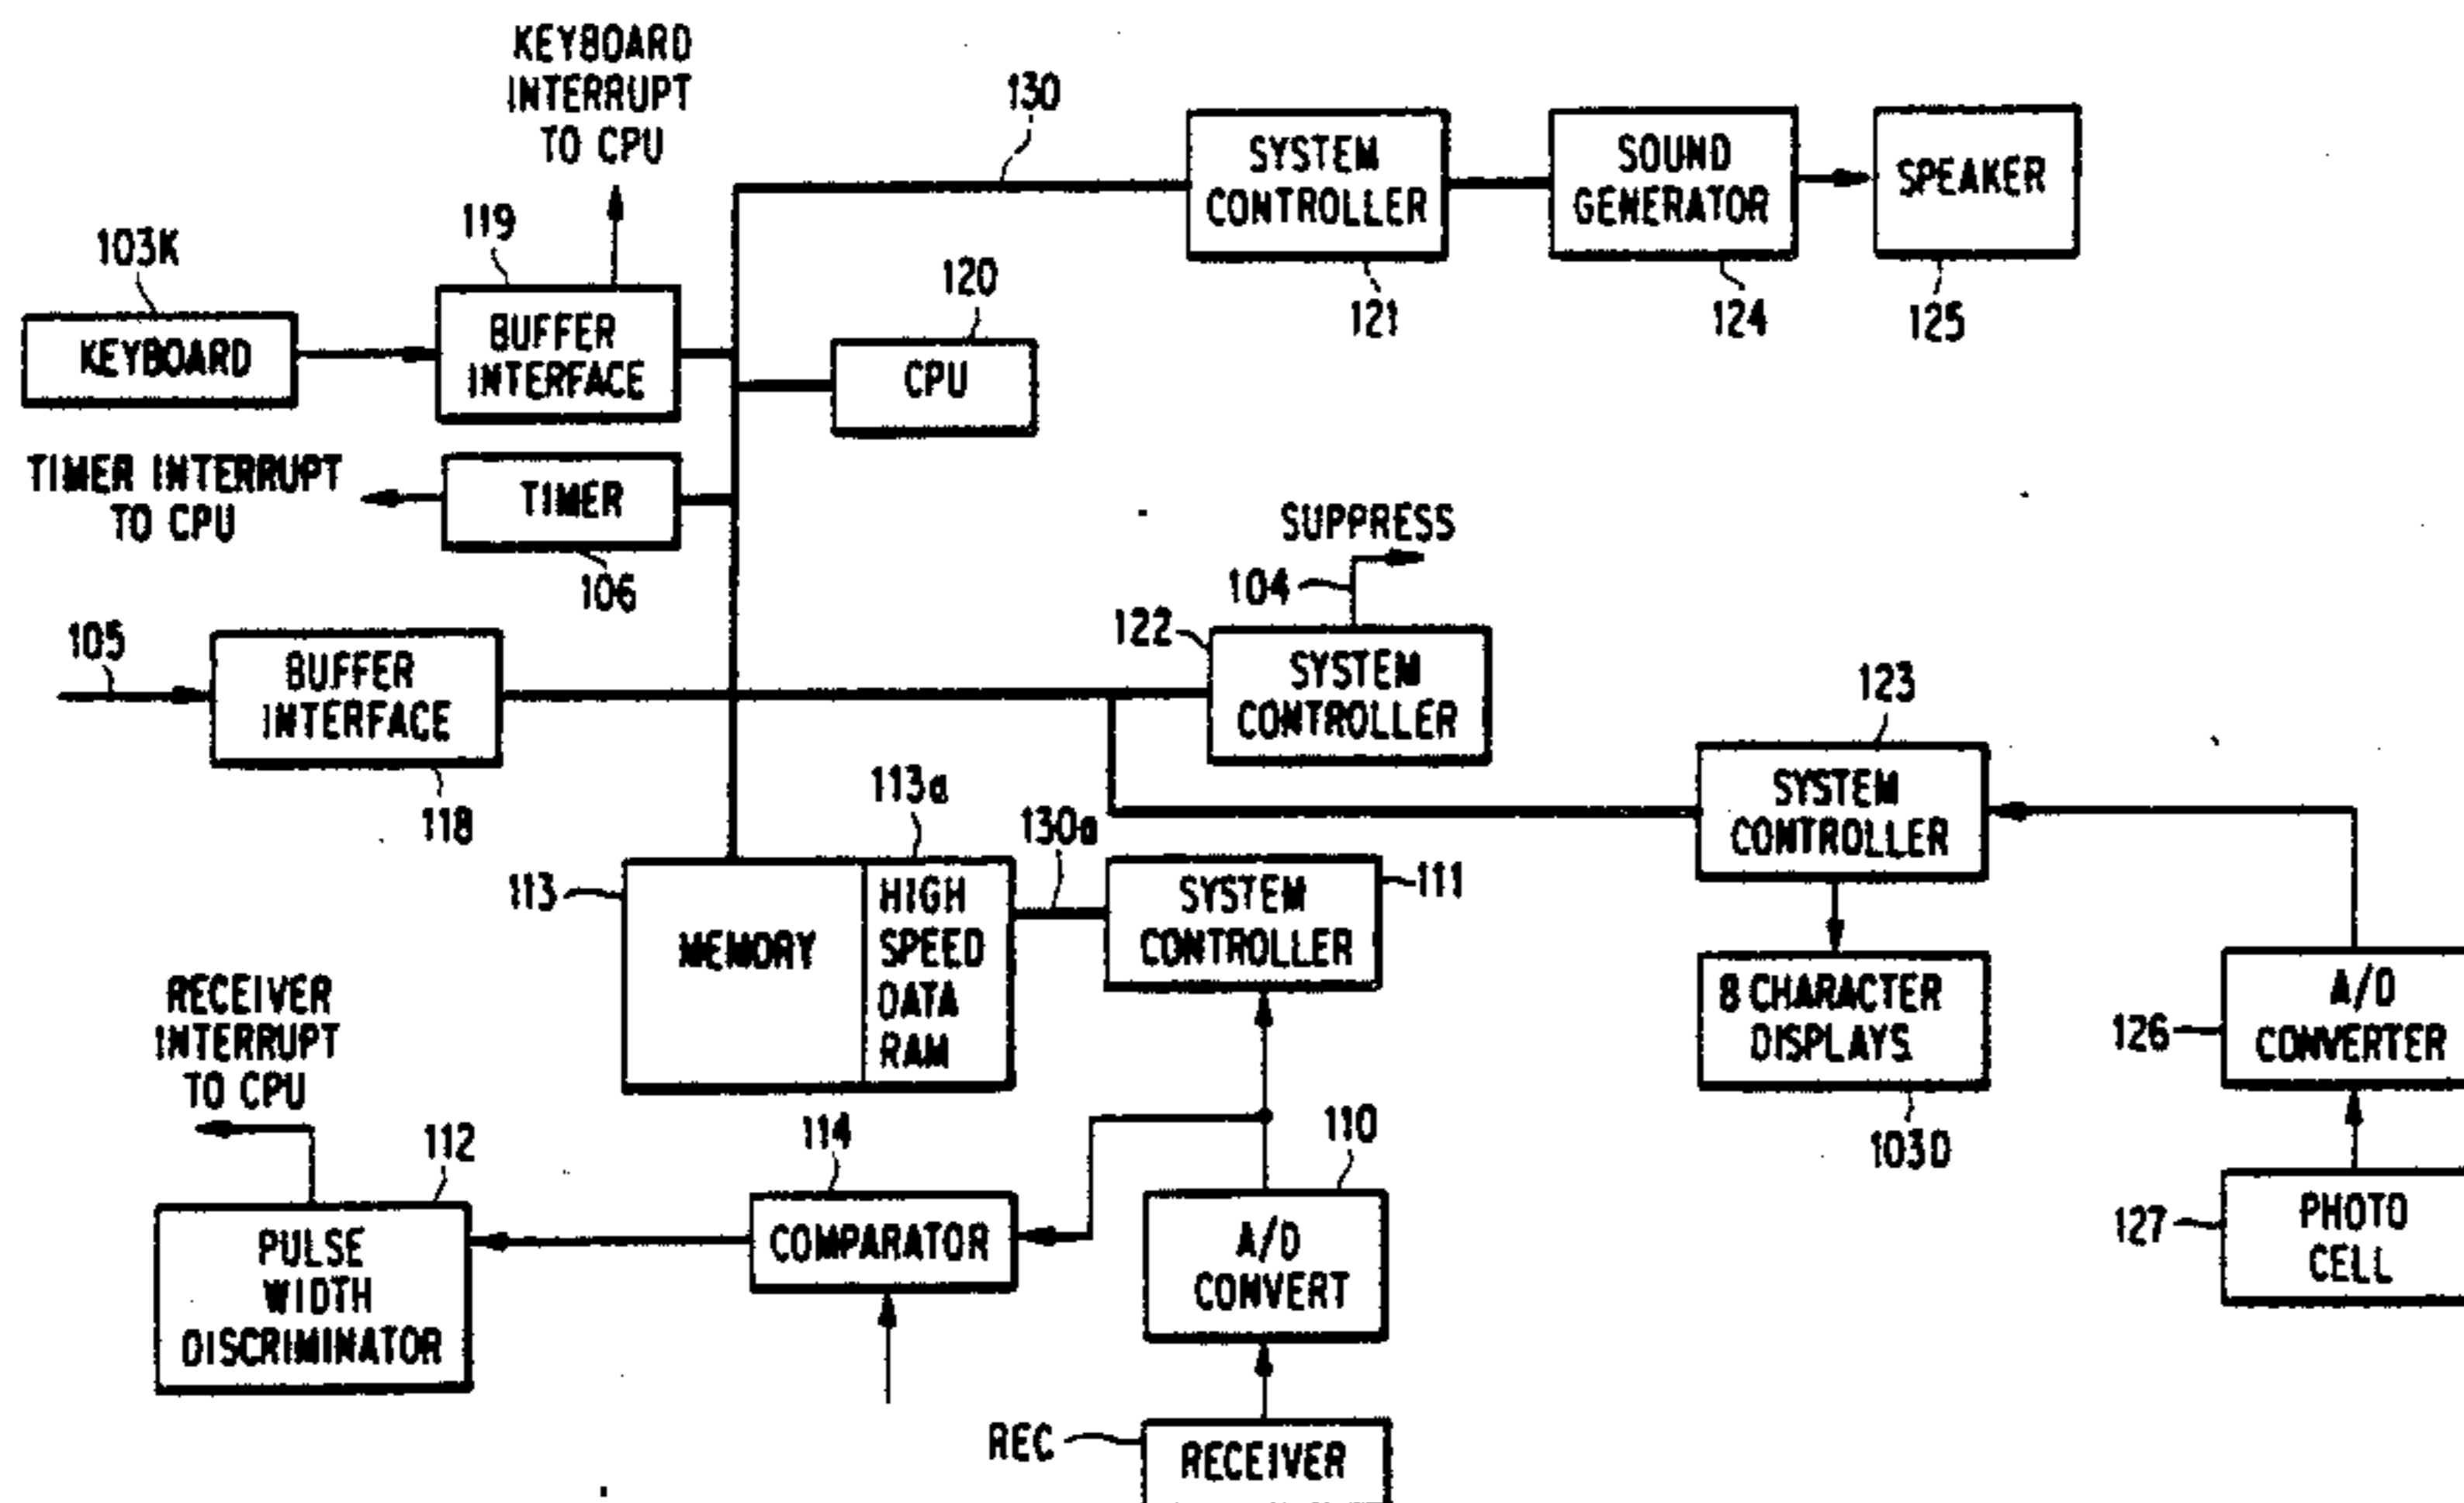 KEYBOARD
INTERRUPT
TO CPU
130
SYSTEM
CONTROLLER
121
SOUND
GENERATOR
124
SPEAKER
125
103K
KEYBOARD
119
BUFFER
INTERFACE
120
CPU
TIMER INTERRUPT
TO CPU
TIMER
106
SUPPRESS
104
122
SYSTEM
CONTROLLER
105
BUFFER
INTERFACE
118
123
SYSTEM
CONTROLLER
113
MEMORY
113a
HIGH
SPEED
DATA
RAM
130a
SYSTEM
CONTROLLER
111
8 CHARACTER
DISPLAYS
103D
126
A/D
CONVERTER
127
PHOTO
CELL
RECEIVER
INTERRUPT
TO CPU
112
PULSE
WIDTH
DISCRIMINATOR
114
COMPARATOR
110
A/D
CONVERT
REC
RECEIVER